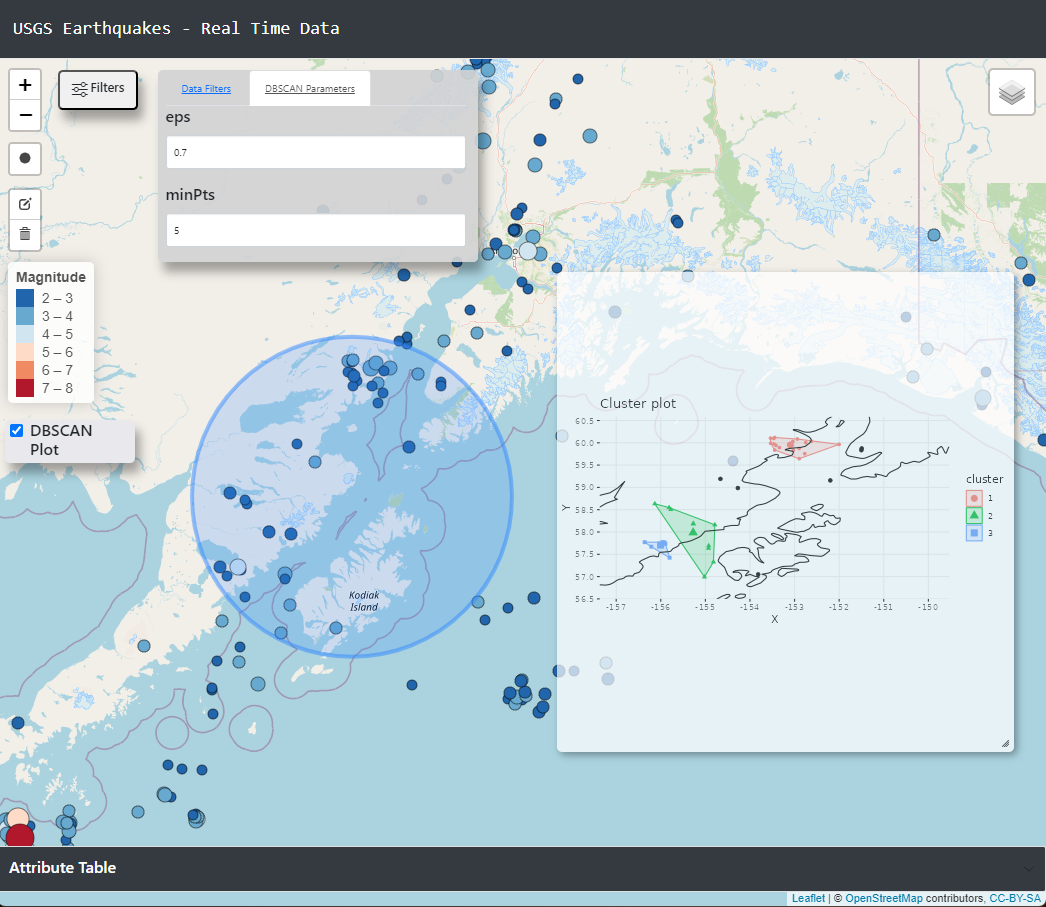 USGS Earthquakes - Real Time Data
+
−
Filters
Data Filters
DBSCAN Parameters
eps
0.7
minPts
5
Magnitude
2 – 3
3 – 4
4 – 5
5 – 6
6 – 7
7 – 8
DBSCAN
Plot
Kodiak
Island
Cluster plot
60.5
60.0
59.5
59.0
58.5
58.0
57.5
57.0
56.5
Y
-157
-156
-155
-154
-153
-152
-151
-150
X
cluster
1
2
3
Attribute Table
Leaflet | © OpenStreetMap contributors, CC-BY-SA